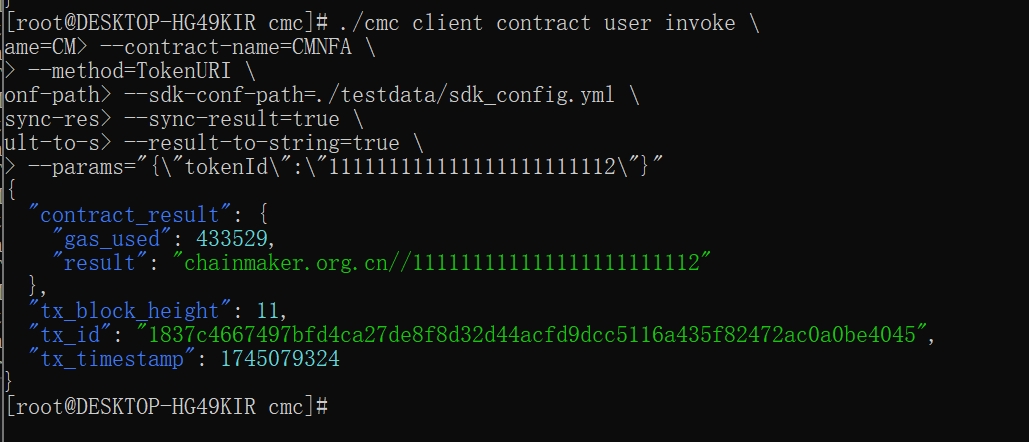 }
[root@DESKTOP-HG49KIR cmc]# ./cmc client contract user invoke \
ame=CM> --contract-name=CMNFA \
> --method=TokenURI \
onf-path> --sdk-conf-path=./testdata/sdk_config.yml \
sync-res> --sync-result=true \
ult-to-s> --result-to-string=true \
> --params="{\"tokenId\":\"111111111111111111111112\"}"
{
  "contract_result": {
    "gas_used": 433529,
    "result": "chainmaker.org.cn//111111111111111111111112"
  },
  "tx_block_height": 11,
  "tx_id": "1837c4667497bfd4ca27de8f8d32d44acfd9dcc5116a435f82472ac0a0be4045",
  "tx_timestamp": 1745079324
}
[root@DESKTOP-HG49KIR cmc]#